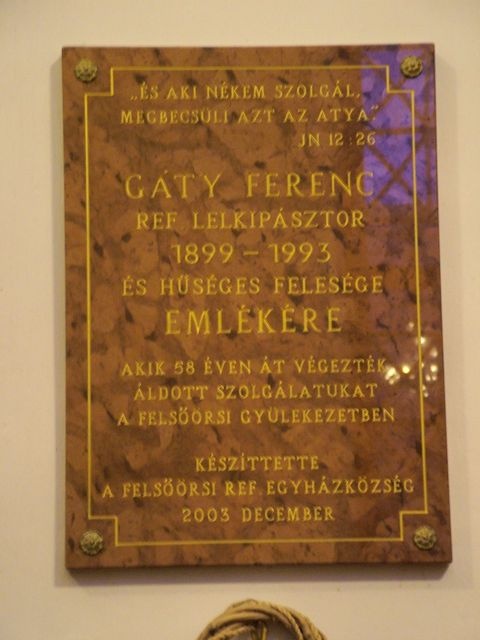 „ÉS AKI NÉKEM SZOLGÁL,
MEGBECSÜLI AZT AZ ATYA."
JN 12:26
GÁTY FERENC
REF. LELKIPÁSZTOR
1899 – 1993
ÉS HŰSÉGES FELESÉGE
EMLÉKÉRE
AKIK 58 ÉVEN ÁT VÉGEZTÉK
ÁLDOTT SZOLGÁLATUKAT
A FELSŐÖRSI GYÜLEKEZETBEN
KÉSZÍTTETTE
A FELSŐÖRSI REF. EGYHÁZKÖZSÉG
2003 DECEMBER